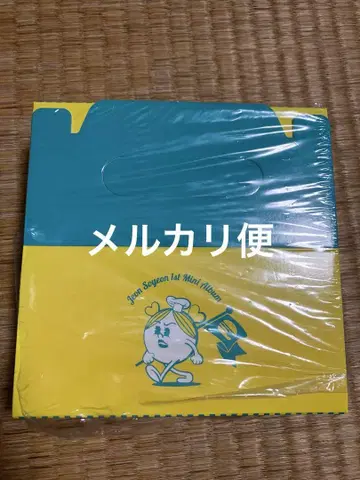 メルカリ便
Jeon Soyeon 1st Mini Album